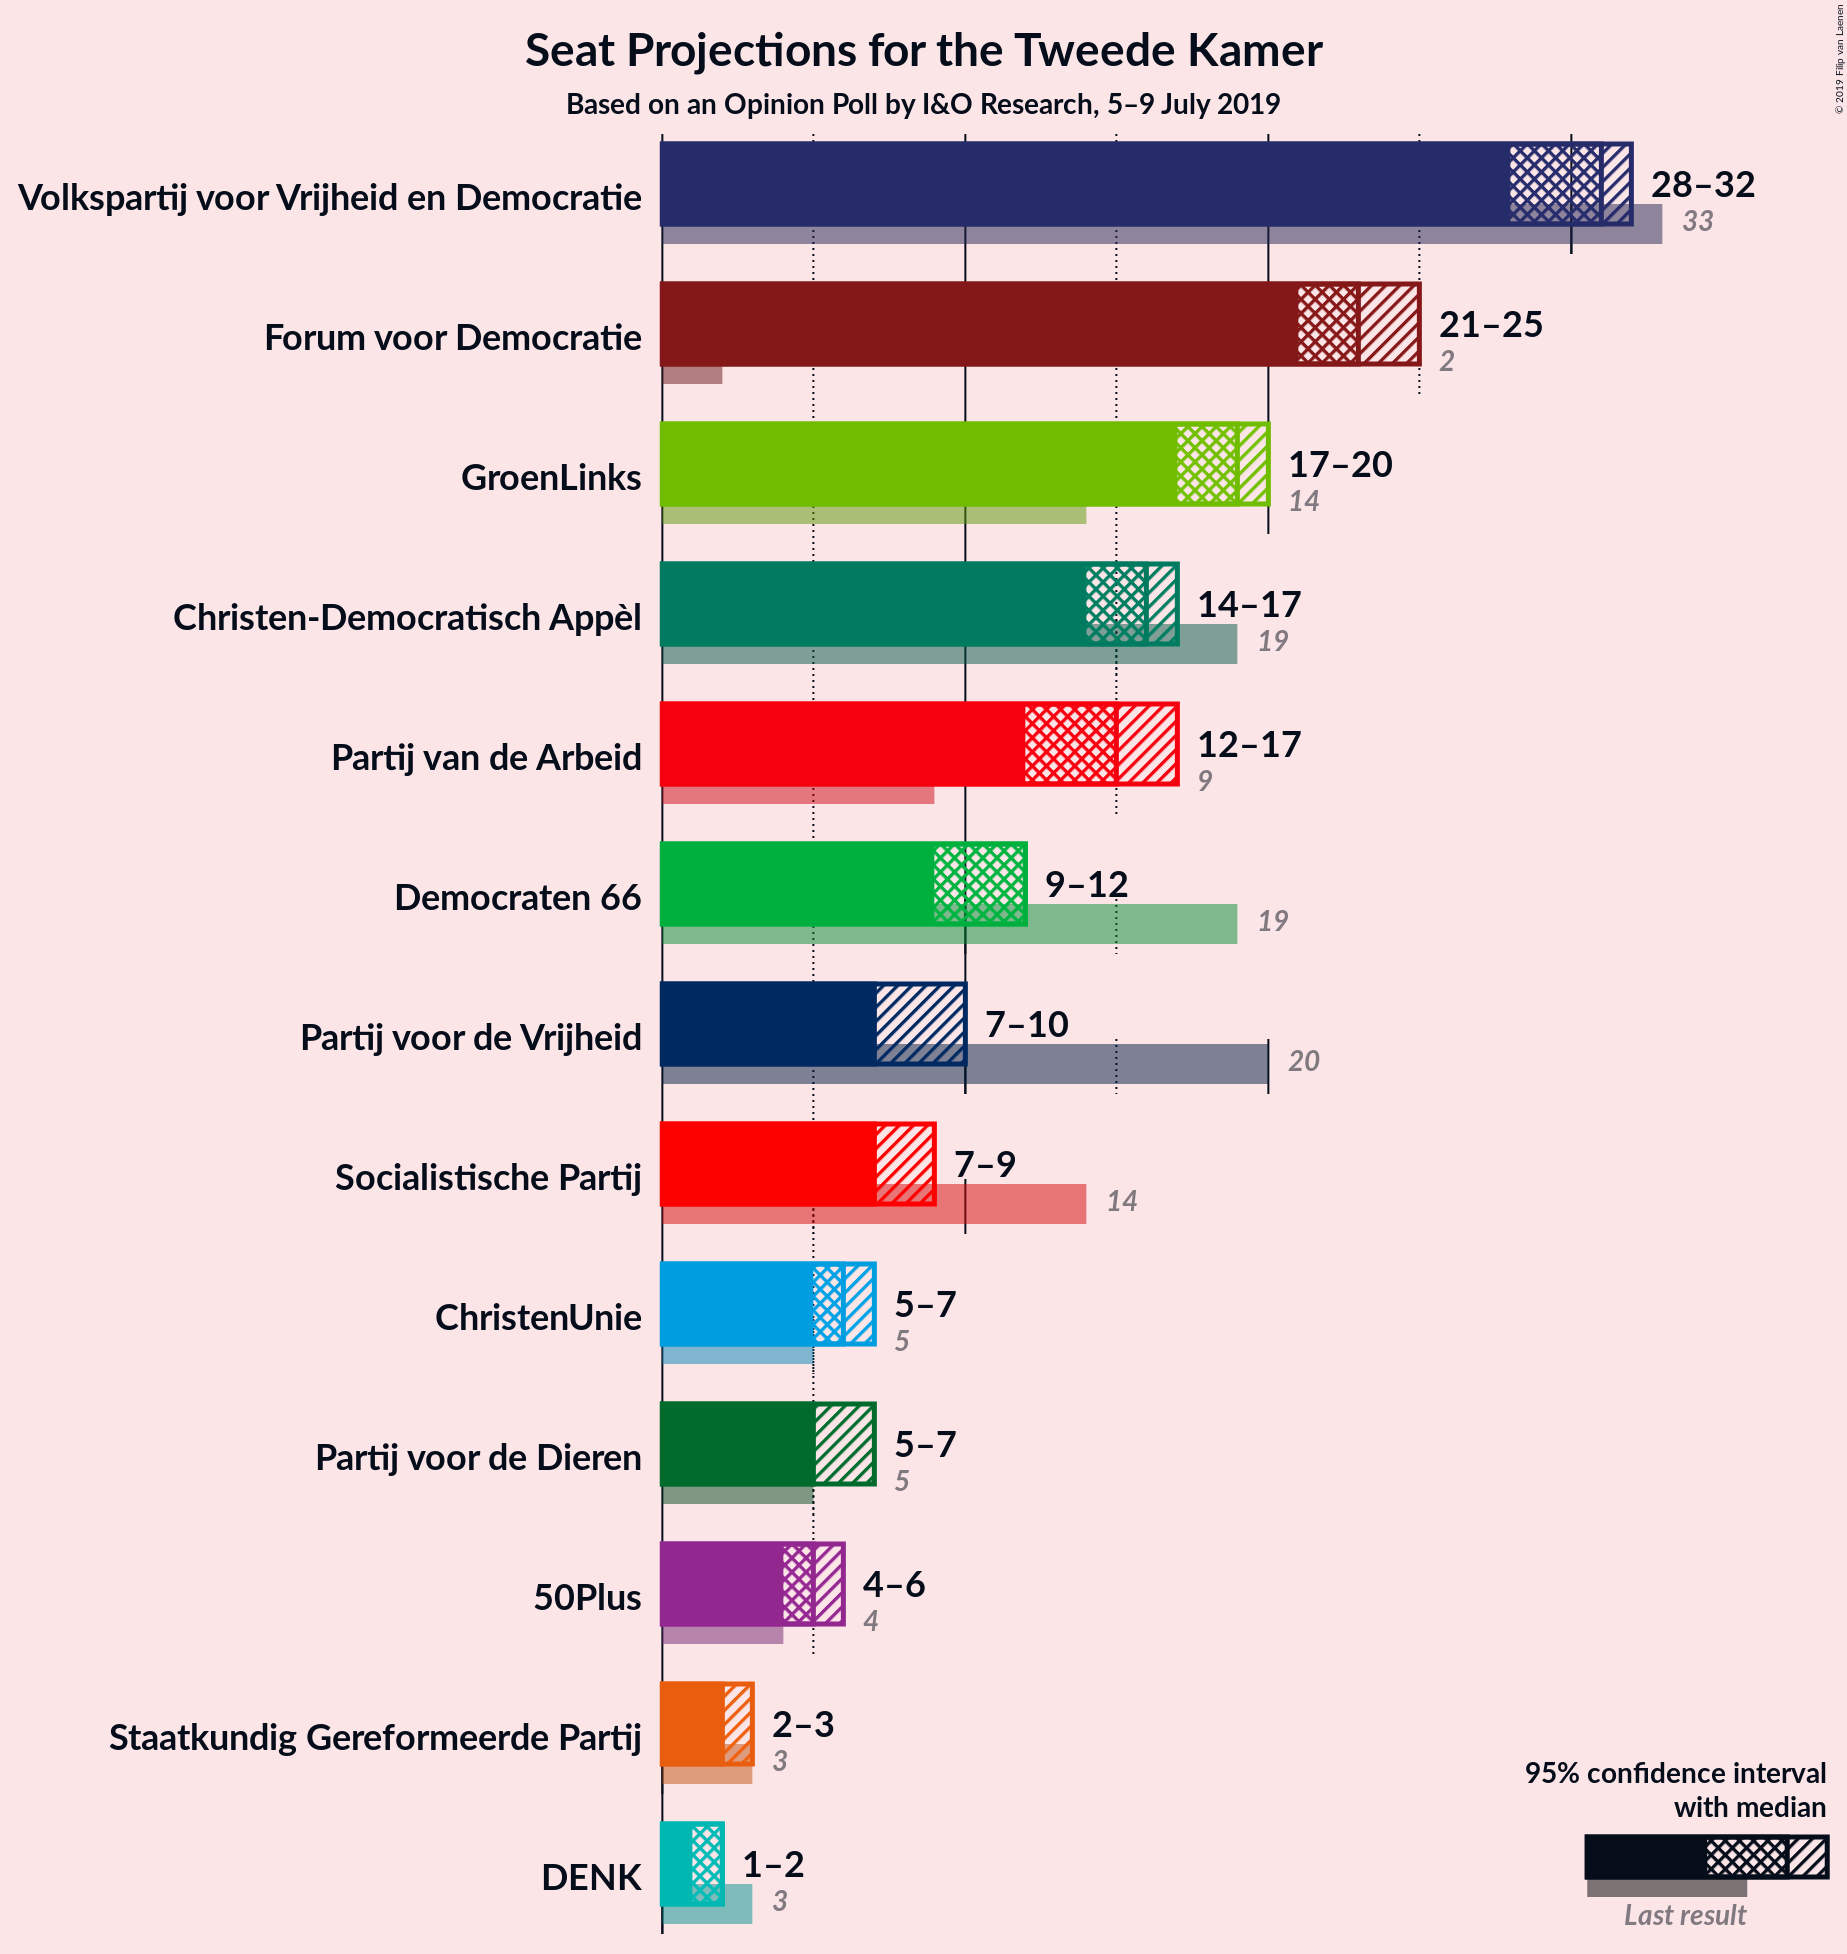 Seat Projections for the Tweede Kamer
Based on an Opinion Poll by I&O Research, 5–9 July 2019
© 2019 Filip van Laenen
Volkspartij voor Vrijheid en Democratie
28–32
33
Forum voor Democratie
21–25
2
GroenLinks
17–20
14
Christen-Democratisch Appèl
14–17
19
Partij van de Arbeid
12–17
9
Democraten 66
9–12
19
Partij voor de Vrijheid
7–10
20
Socialistische Partij
7–9
14
ChristenUnie
5–7
5
Partij voor de Dieren
5–7
5
50Plus
4–6
4
Staatkundig Gereformeerde Partij
2–3
3
DENK
1–2
3
95% confidence interval
with median
Last result